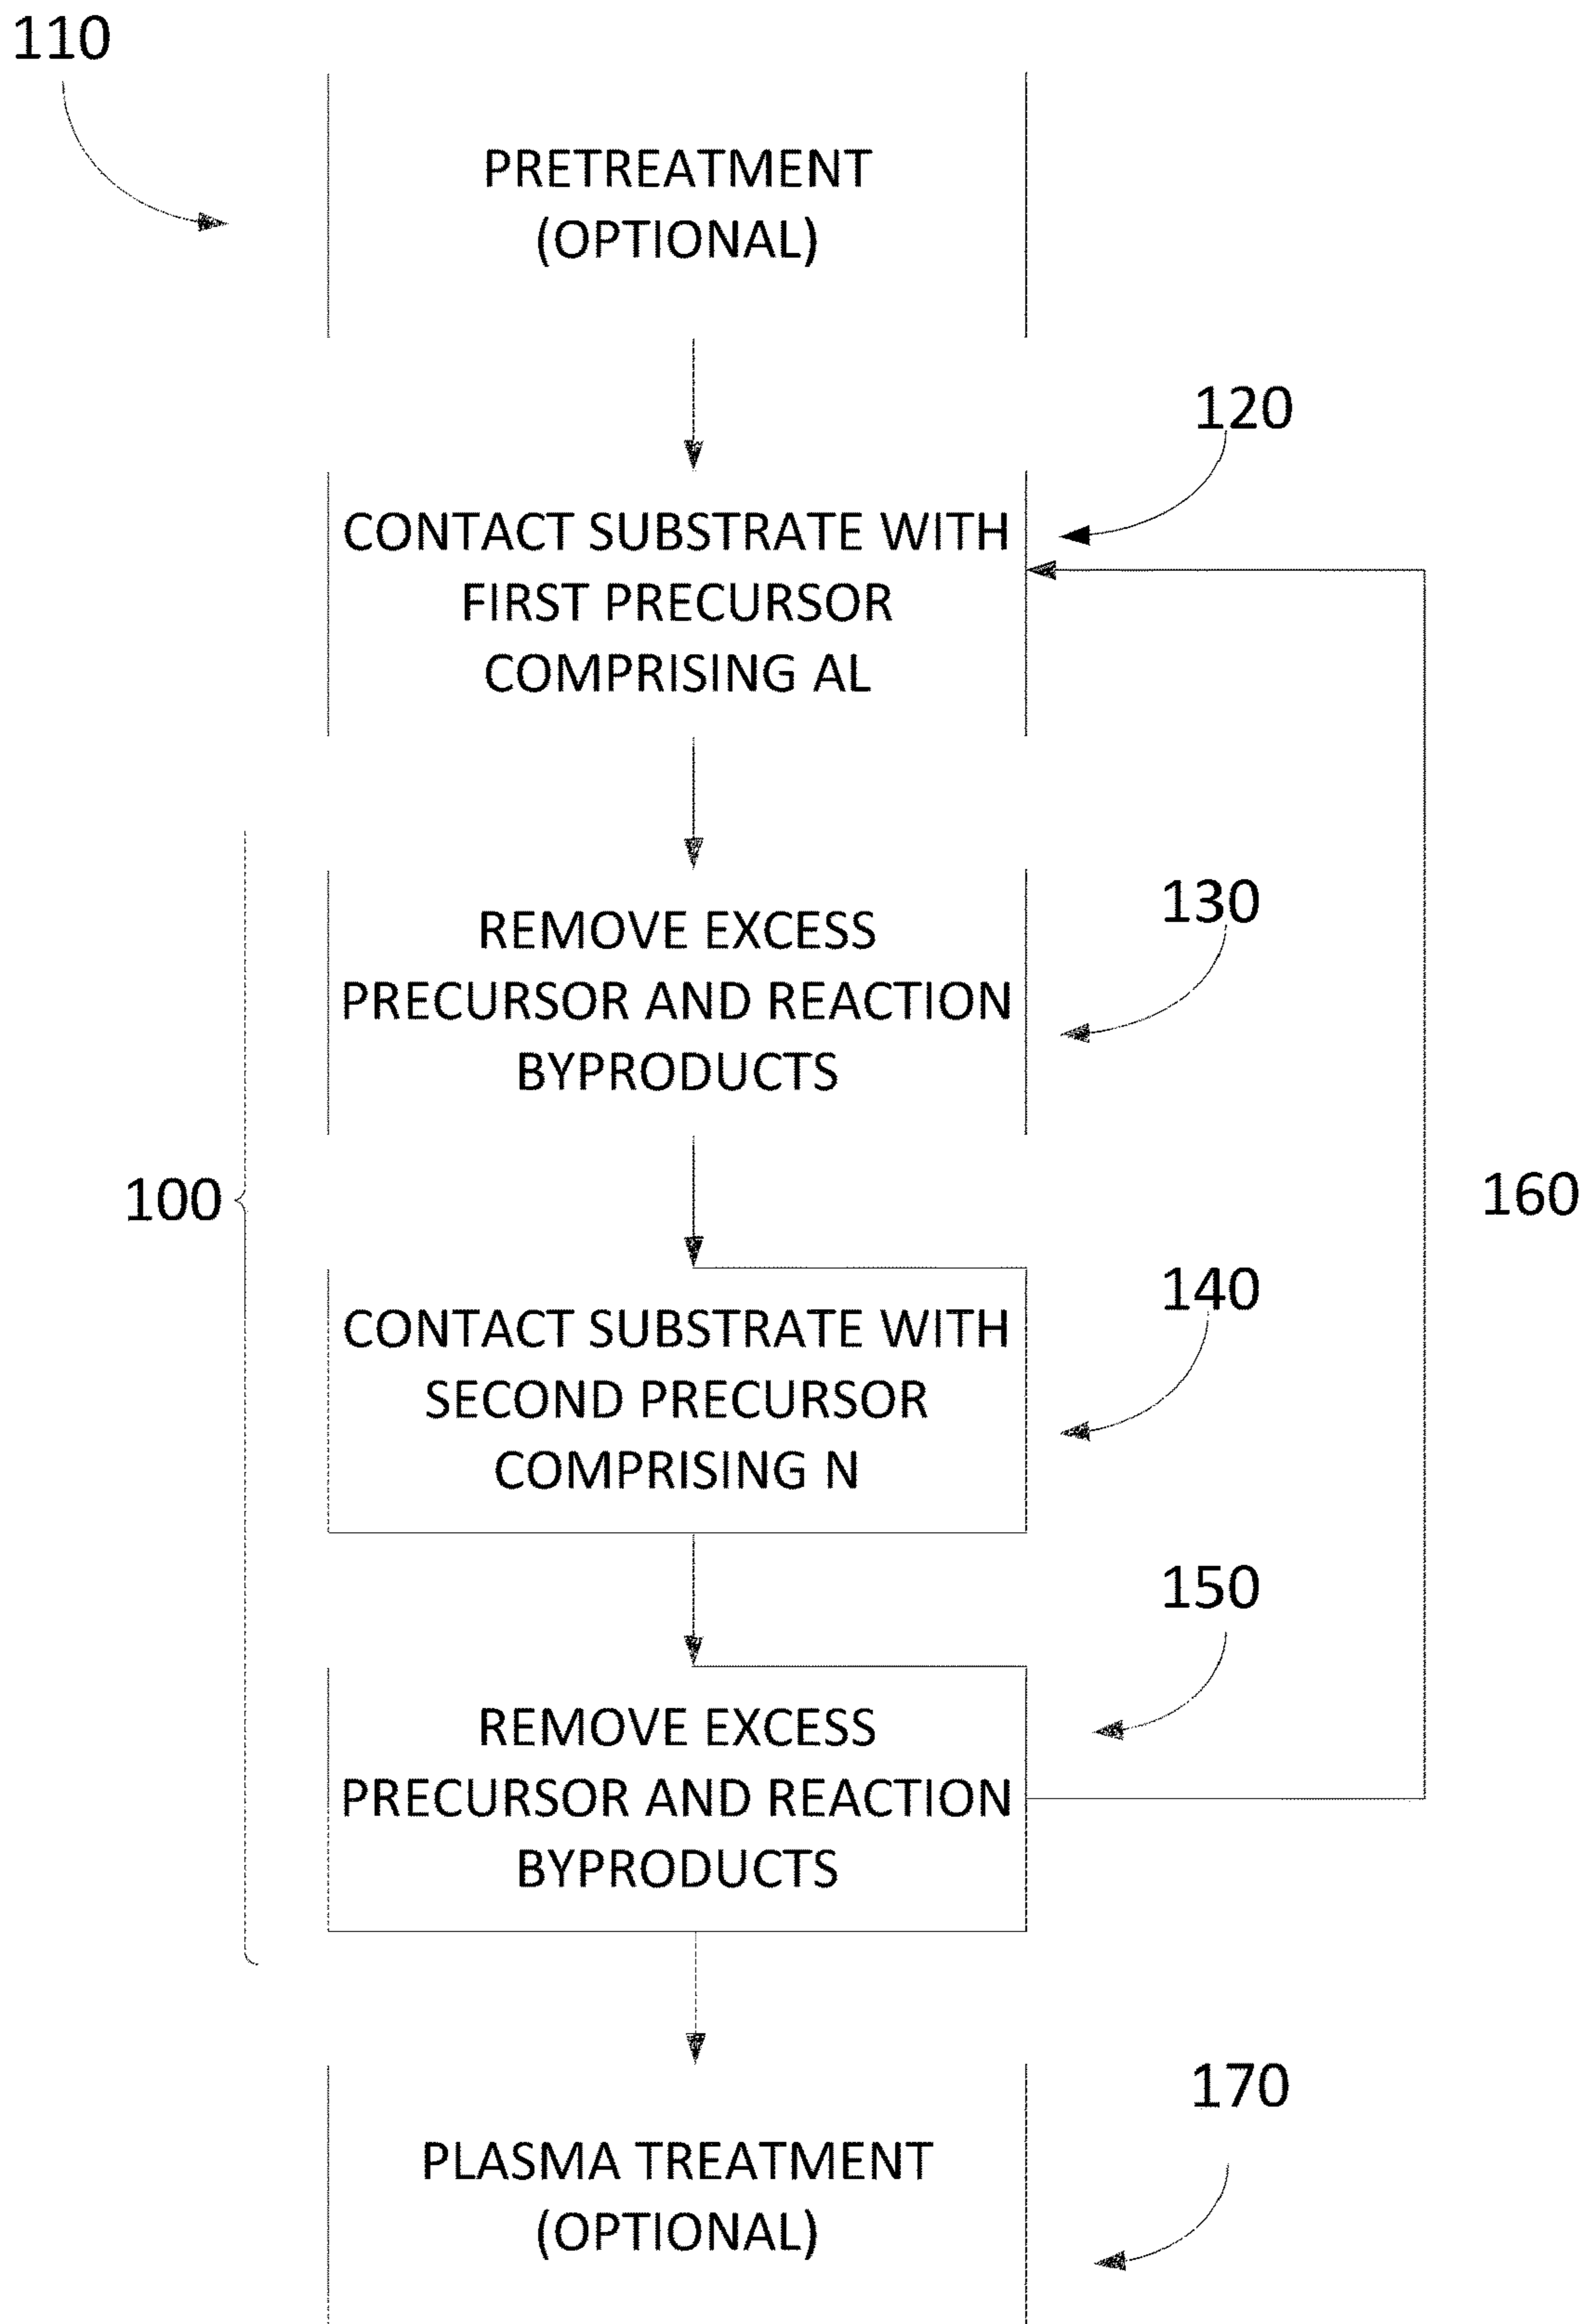 110
PRETREATMENT
(OPTIONAL)
120
CONTACT SUBSTRATE WITH
FIRST PRECURSOR
COMPRISING AL
130
REMOVE EXCESS
PRECURSOR AND REACTION
BYPRODUCTS
100
160
140
CONTACT SUBSTRATE WITH
SECOND PRECURSOR
COMPRISING N
150
REMOVE EXCESS
PRECURSOR AND REACTION
BYPRODUCTS
170
PLASMA TREATMENT
(OPTIONAL)